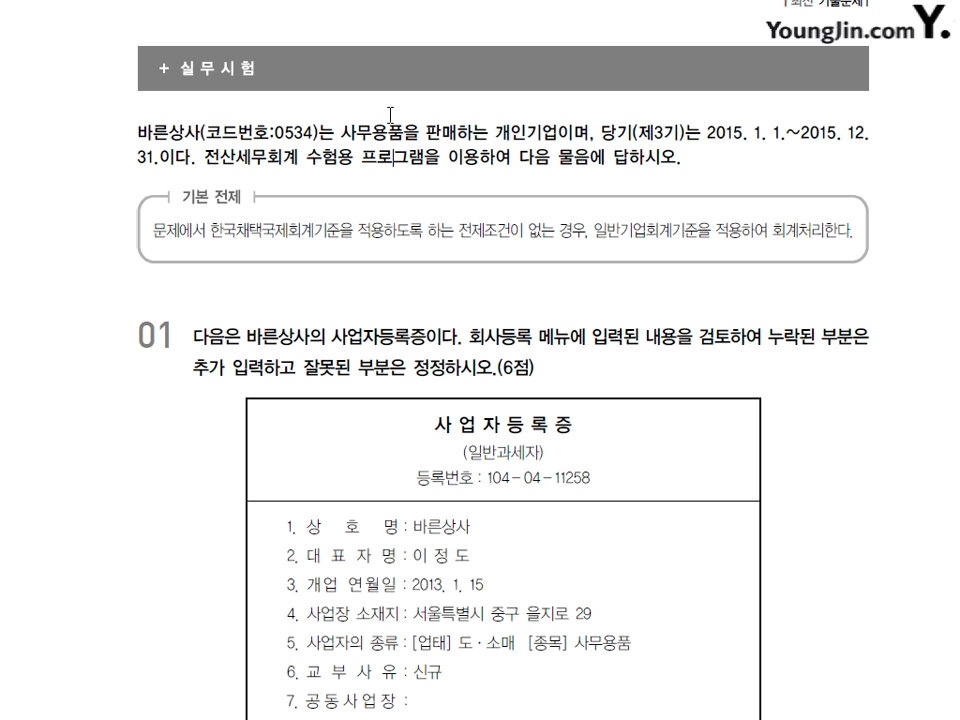 | 최신 기출문제 |
YoungJin.com Y.
+ 실무시험
바른상사(코드번호:0534)는 사무용품을 판매하는 개인기업이며, 당기(제3기)는 2015. 1. 1.~2015. 12.
31.이다. 전산세무회계 수험용 프로그램을 이용하여 다음 물음에 답하시오.
기본 전제
문제에서 한국채택국제회계기준을 적용하도록 하는 전제조건이 없는 경우, 일반기업회계기준을 적용하여 회계처리한다.
01 다음은 바른상사의 사업자등록증이다. 회사등록 메뉴에 입력된 내용을 검토하여 누락된 부분은
추가 입력하고 잘못된 부분은 정정하시오.(6점)
사 업 자 등 록 증
(일반과세자)
등록번호 : 104-04-11258
1. 상 호 명 : 바른상사
2. 대 표 자 명 : 이 정 도
3. 개업 연월일 : 2013. 1. 15
4. 사업장 소재지 : 서울특별시 중구 을지로 29
5. 사업자의 종류 : [업태] 도·소매 [종목] 사무용품
6. 교 부 사 유 : 신규
7. 공동사업장 :